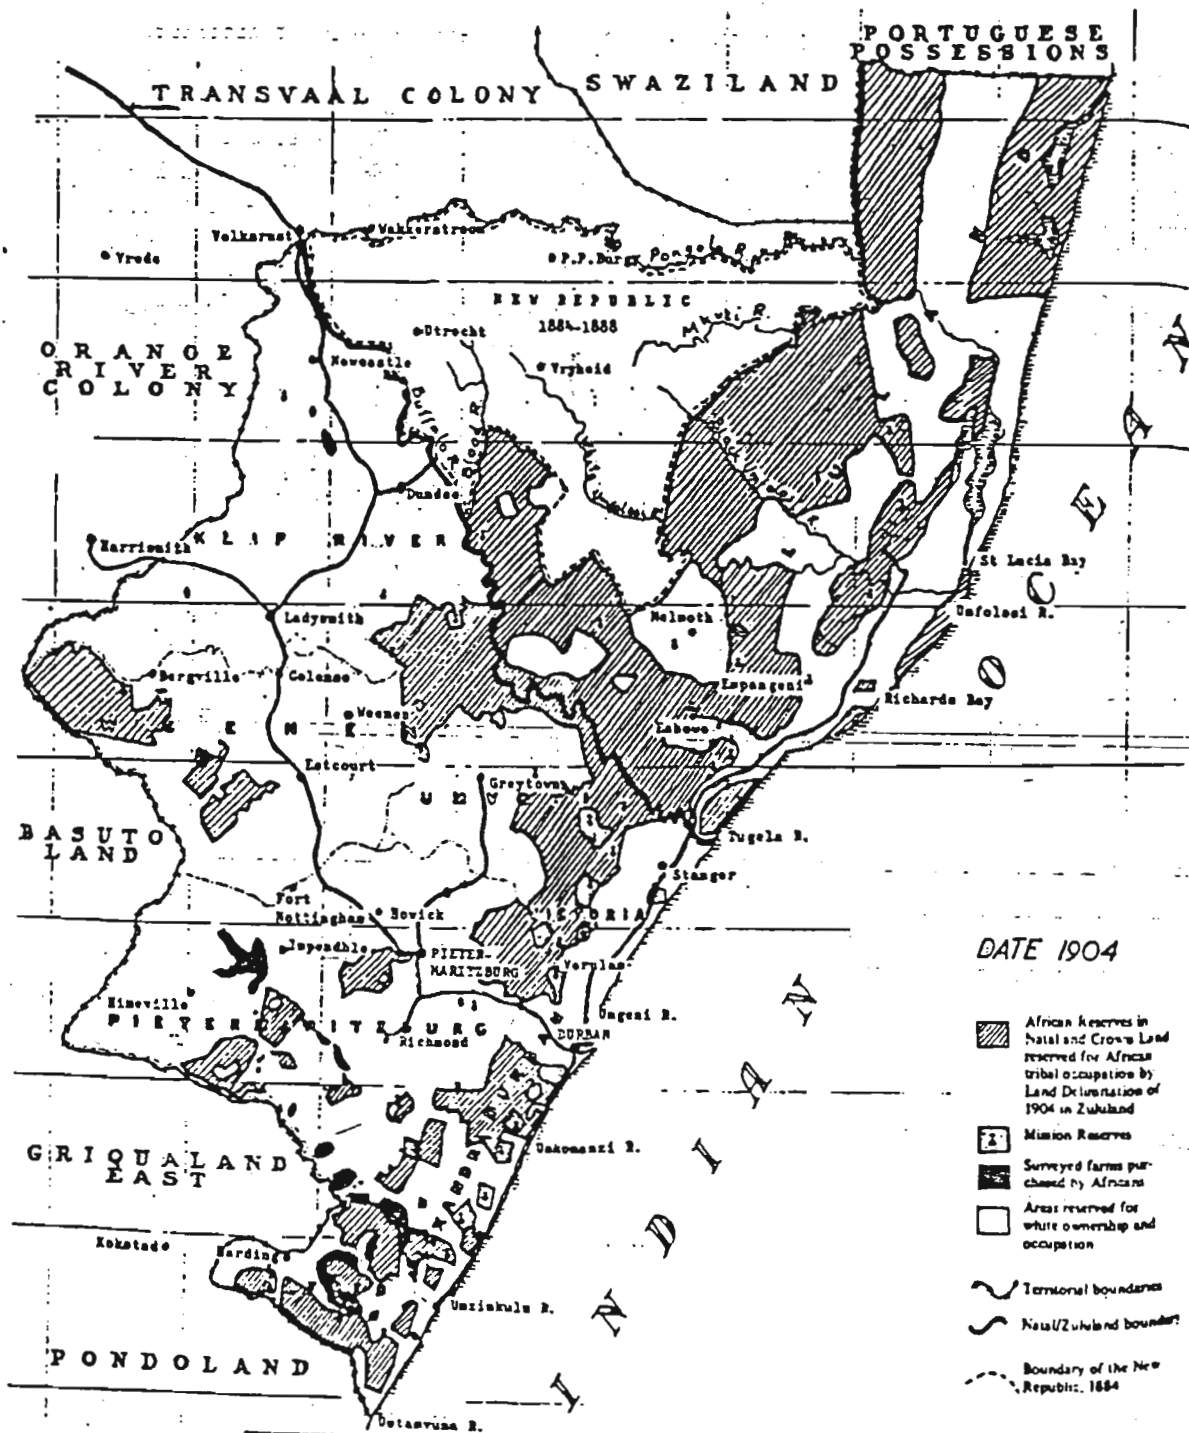 PORTUGUESE
POSSESSIONS
TRANSVAAL COLONY
SWAZILAND
Volksrust
Wakkerstroom
Vrede
P.P.Burg
Pongola R.
NEW REPUBLIC
1884-1888
Mkuzi R.
Utrecht
ORANGE
RIVER
COLONY
Newcastle
Vryheid
Buffalo R.
Dundee
Harrismith
KLIP RIVER
St Lucia Bay
Umfolosi R.
Ladysmith
Melmoth
Bergville
Colenso
Empangeni
Richards Bay
Weenen
Eshowe
Estcourt
Greytown
BASUTO
LAND
Tugela R.
Stanger
Fort
Nottingham
Howick
VICTORIA
Impendhle
PIETER-
MARITZBURG
Verulam
DATE 1904
Himeville
Umgeni R.
PIETERMARITZBURG
Richmond
DURBAN
African Reserves in
Natal and Crown Land
reserved for African
tribal occupation by
Land Delimitation of
1904 in Zululand
GRIQUALAND
EAST
Umkomanzi R.
Mission Reserves
Surveyed farms pur-
chased by Africans
Areas reserved for
white ownership and
occupation
Kokstad
Harding
Umzimkulu R.
Territorial boundaries
Natal/Zululand boundary
PONDOLAND
Boundary of the New
Republic, 1884
Umtamvuna R.
INDIAN OCEAN